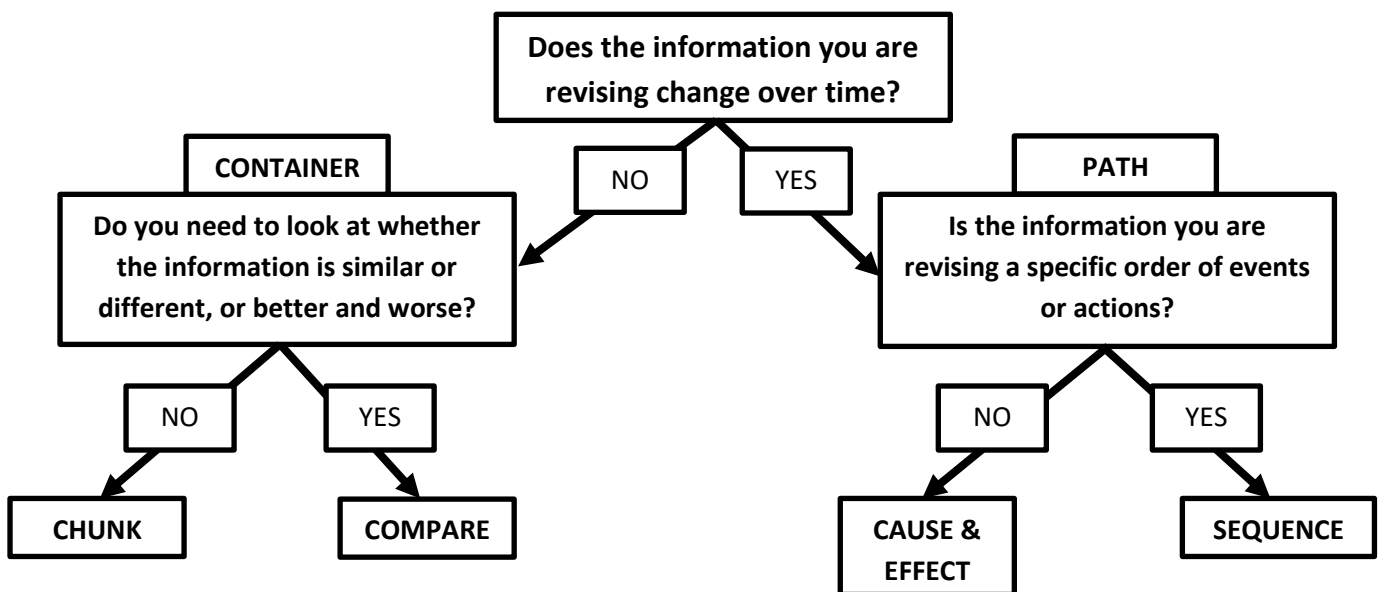 Does the information you are
revising change over time?
NO
YES
CONTAINER
Do you need to look at whether
the information is similar or
different, or better and worse?
PATH
Is the information you are
revising a specific order of events
or actions?
NO
YES
NO
YES
CHUNK
COMPARE
CAUSE &
EFFECT
SEQUENCE